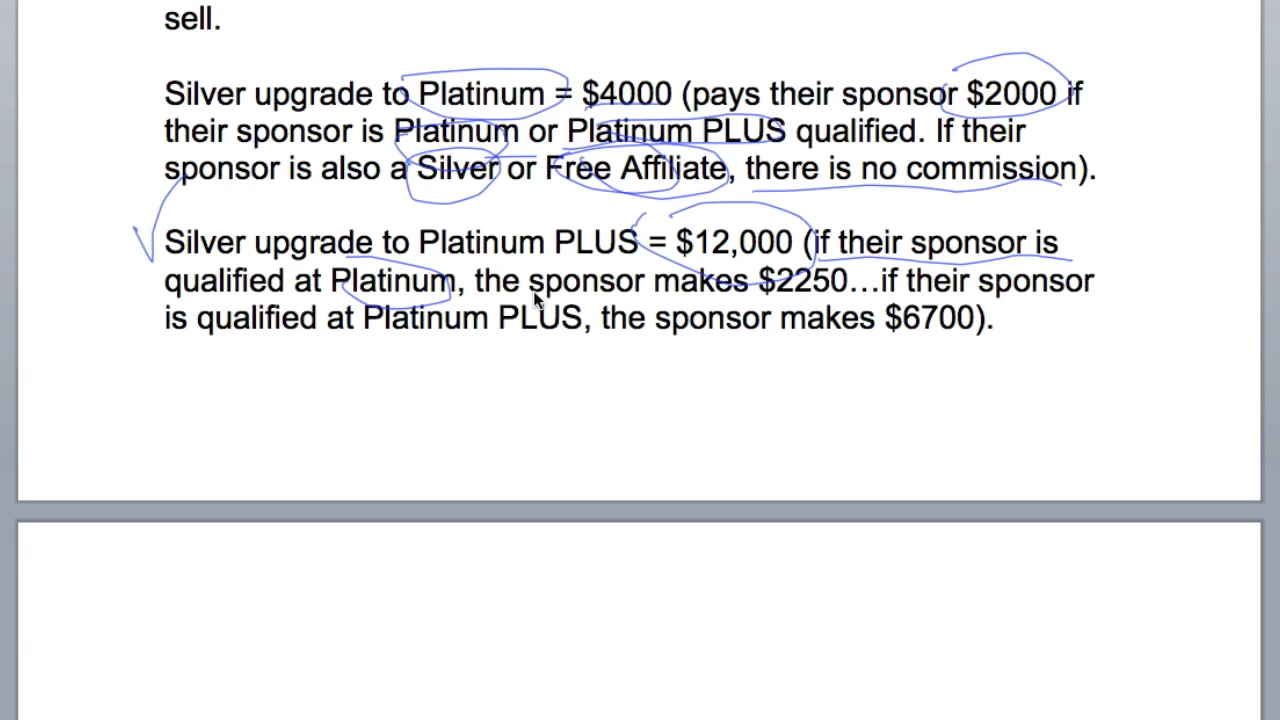 sell.
Silver upgrade to Platinum = $4000 (pays their sponsor $2000 if
their sponsor is Platinum or Platinum PLUS qualified. If their
sponsor is also a Silver or Free Affiliate, there is no commission).
Silver upgrade to Platinum PLUS = $12,000 (if their sponsor is
qualified at Platinum, the sponsor makes $2250…if their sponsor
is qualified at Platinum PLUS, the sponsor makes $6700).